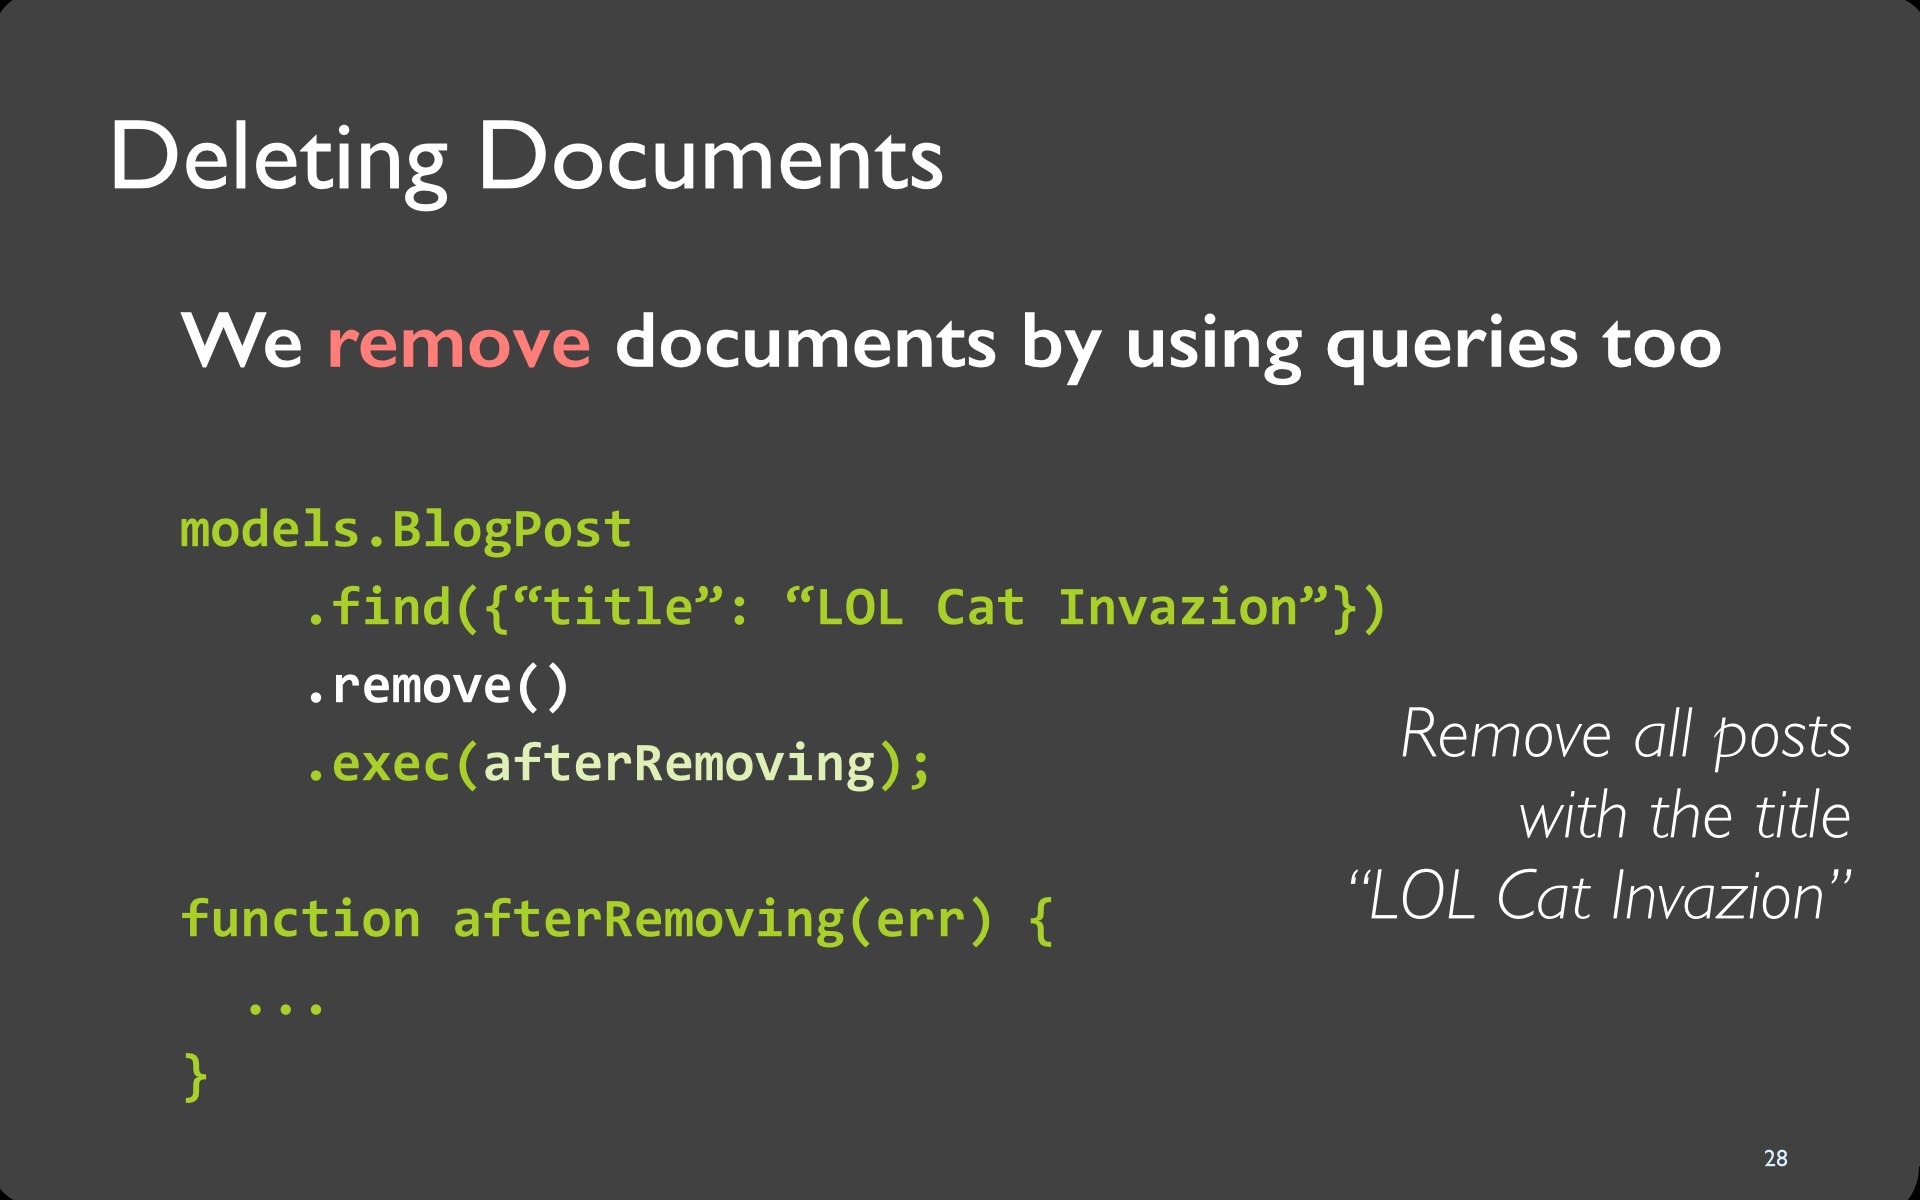 Deleting Documents
We remove documents by using queries too
models.BlogPost
.find({“title”: “LOL Cat Invazion”})
.remove()
.exec(afterRemoving);
function afterRemoving(err) {
...
}
Remove all posts
with the title
“LOL Cat Invazion”
28